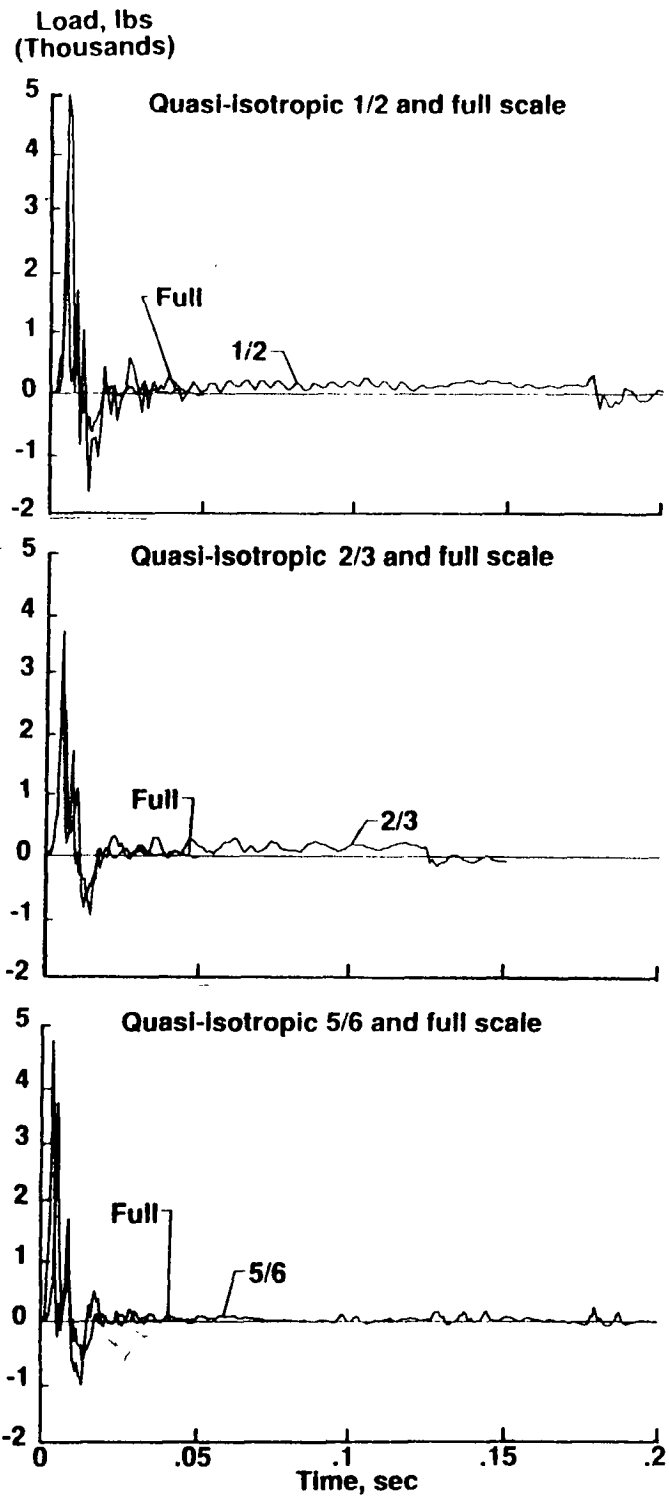 Load, lbs
(Thousands)
Quasi-isotropic 1/2 and full scale
5
4
3
2
1
0
-1
-2
Full
1/2
Quasi-isotropic 2/3 and full scale
5
4
3
2
1
0
-1
-2
Full
2/3
Quasi-isotropic 5/6 and full scale
5
4
3
2
1
0
-1
-2
Full
5/6
0 .05 .1 .15 .2
Time, sec